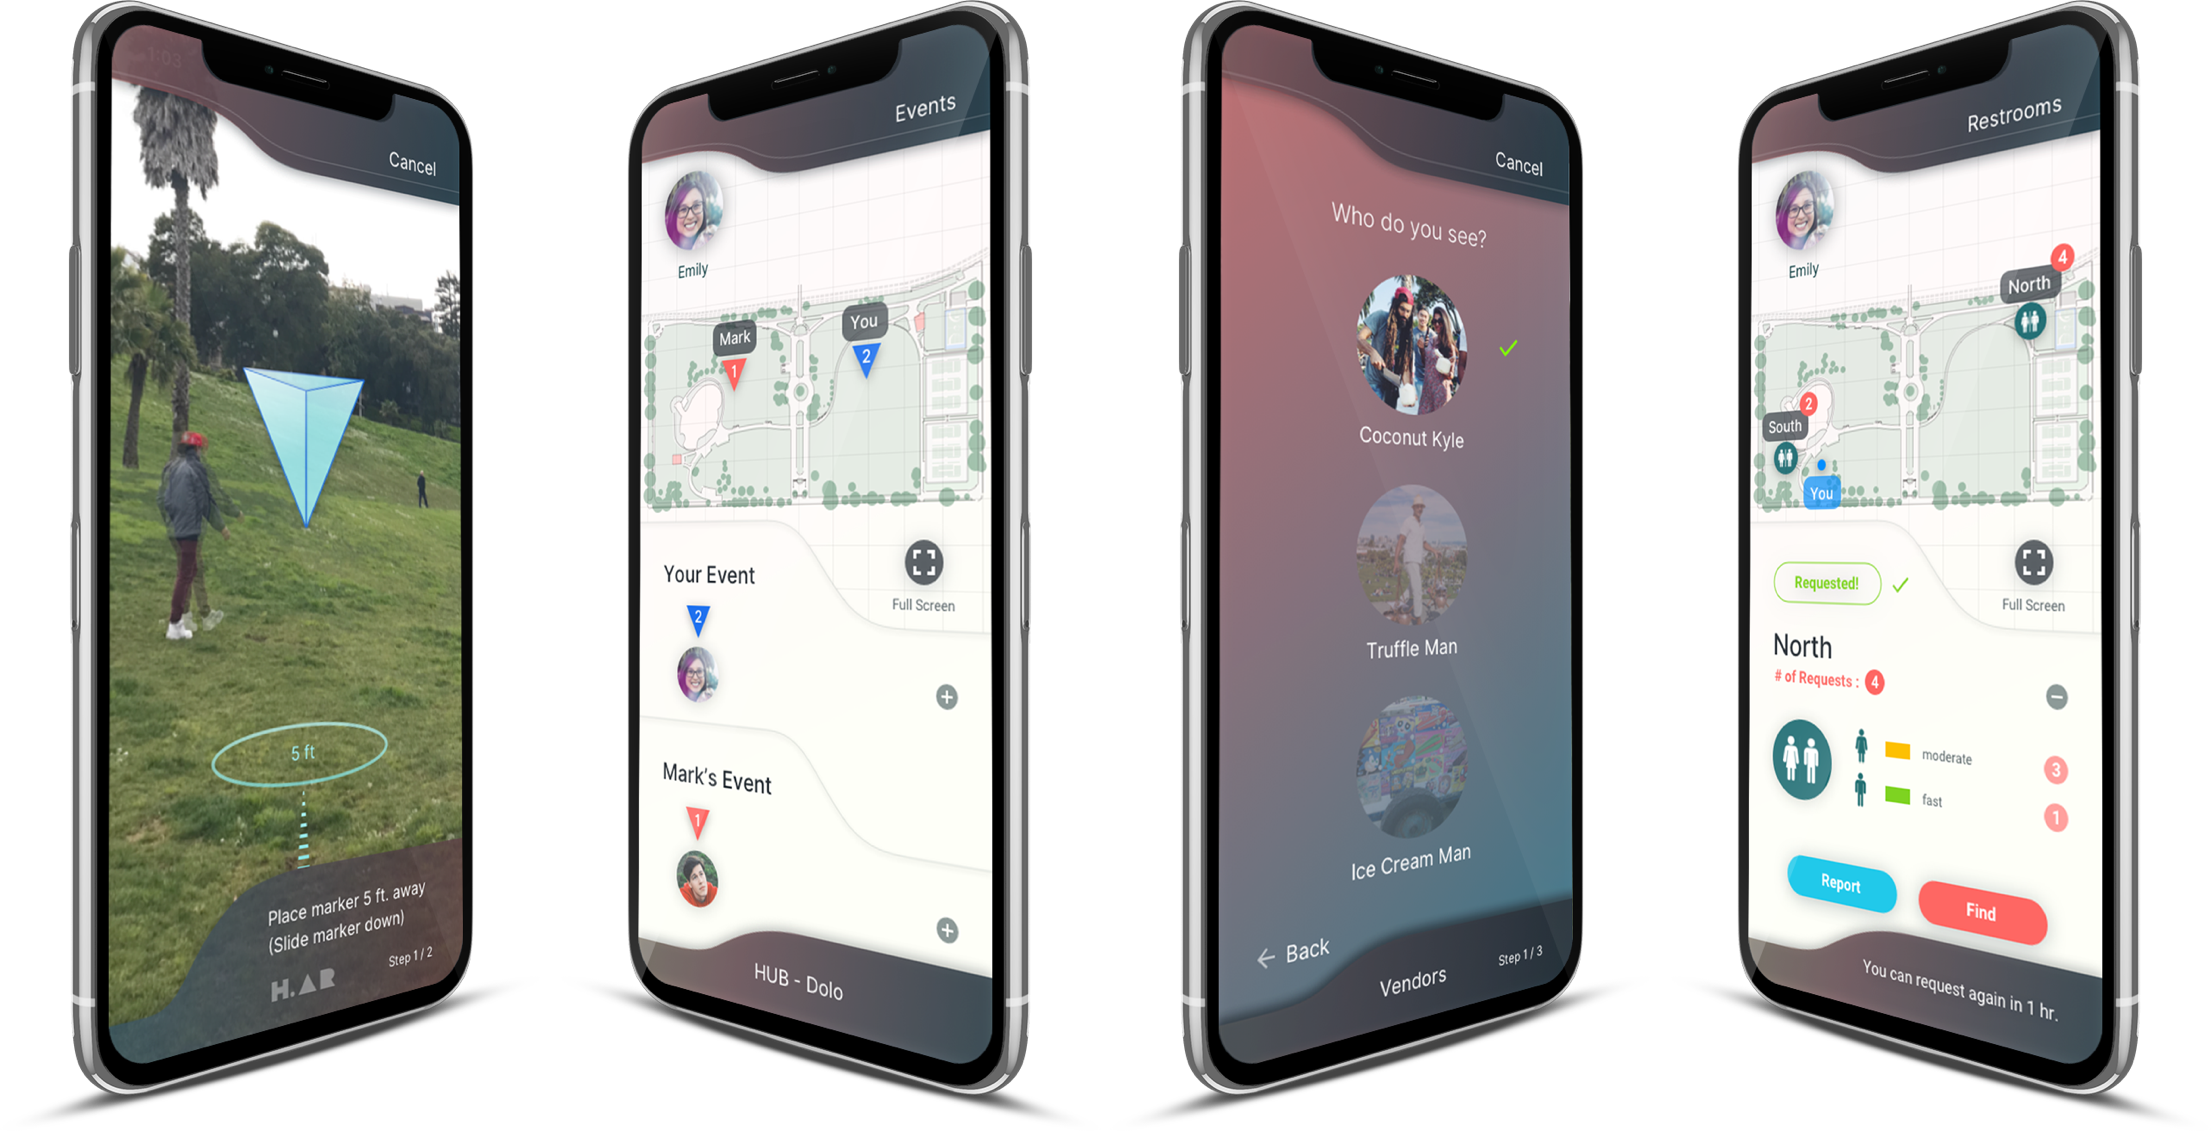 1:03
Cancel
5 ft
Place marker 5 ft. away
(Slide marker down)
Step 1 / 2
H.AR
Events
Emily
Mark
1
You
2
Full Screen
Your Event
2
Mark's Event
1
HUB - Dolo
Cancel
Who do you see?
Coconut Kyle
Truffle Man
Ice Cream Man
Back
Vendors
Step 1 / 3
Restrooms
Emily
4
North
2
South
You
Full Screen
Requested!
North
# of Requests : 4
moderate
3
fast
1
Report
Find
You can request again in 1 hr.